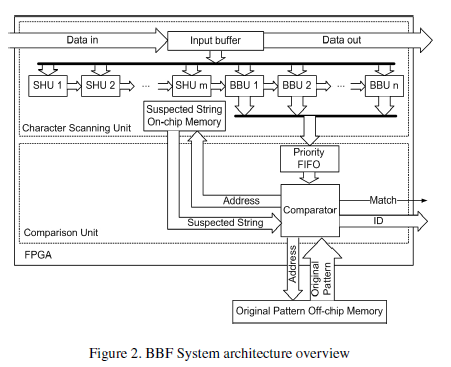 Data in
Input buffer
Data out
SHU 1
SHU 2
...
SHU m
BBU 1
BBU 2
...
BBU n
Suspected String
On-chip Memory
Character Scanning Unit
Priority
FIFO
Address
Comparator
Match
Suspected String
ID
Comparison Unit
FPGA
Address
Original
Pattern
Original Pattern Off-chip Memory
Figure 2. BBF System architecture overview